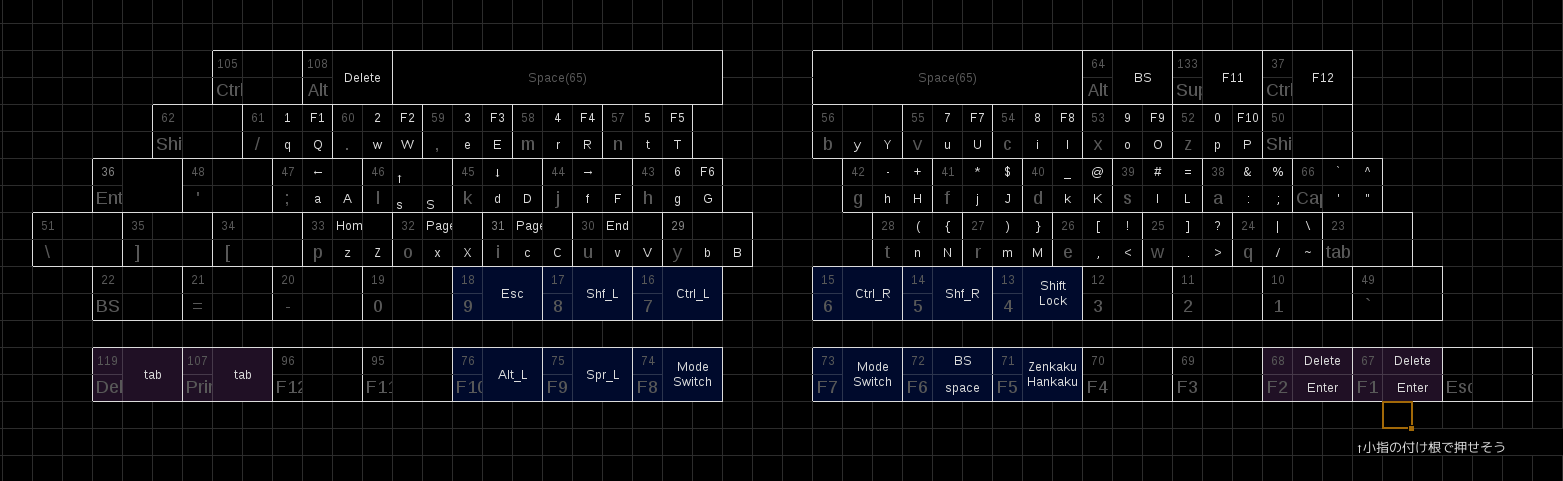 105 108 Delete Space(65) Space(65) 64 BS 133 F11 37 F12
Ctrl Alt Alt Sup Ctrl
62 61 1 F1 60 2 F2 59 3 F3 58 4 F4 57 5 F5 56 55 7 F7 54 8 F8 53 9 F9 52 0 F10 50
Shi / q Q . w W , e E m r R n t T b y Y v u U c i I x o O z p P Shi
36 48 47 ← 46 ↑ 45 ↓ 44 → 43 6 F6 42 - + 41 * $ 40 _ @ 39 # = 38 & % 66 ` ^
Ent ' ; a A l s S k d D j f F h g G g h H f j J d k K s l L a : ; Cap ' "
51 35 34 33 Hom 32 Page 31 Page 30 End 29 28 ( { 27 ) } 26 [ ! 25 ] ? 24 | \ 23
\ ] [ p z Z o x X i c C u v V y b B t n N r m M e , < w . > q / ~ tab
22 21 20 19 18 Esc 17 Shf_L 16 Ctrl_L 15 Ctrl_R 14 Shf_R 13 Shift Lock 12 11 10 49
BS = - 0 9 8 7 6 5 4 3 2 1 `
119 tab 107 tab 96 95 76 Alt_L 75 Spr_L 74 Mode Switch 73 Mode Switch 72 BS 71 Zenkaku Hankaku 70 69 68 Delete 67 Delete
Del Prin F12 F11 F10 F9 F8 F7 F6 space F5 F4 F3 F2 Enter F1 Enter Esc
↑小指の付け根で押せそう